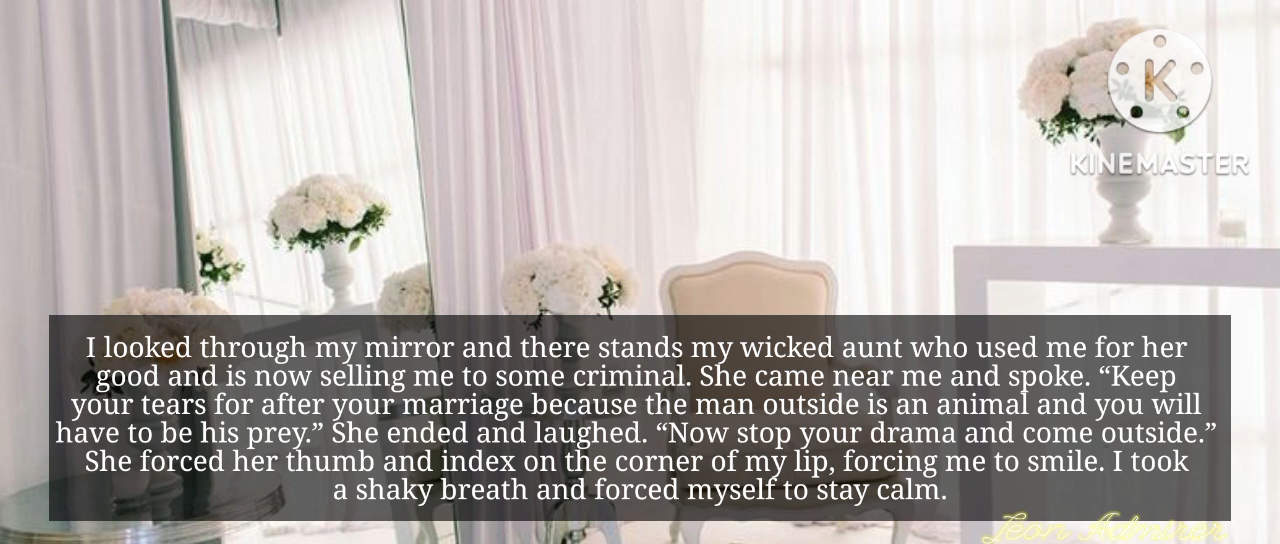 KINEMASTER
I looked through my mirror and there stands my wicked aunt who used me for her
good and is now selling me to some criminal. She came near me and spoke. “Keep
your tears for after your marriage because the man outside is an animal and you will
have to be his prey.” She ended and laughed. “Now stop your drama and come outside.”
She forced her thumb and index on the corner of my lip, forcing me to smile. I took
a shaky breath and forced myself to stay calm.
Leon Admirer